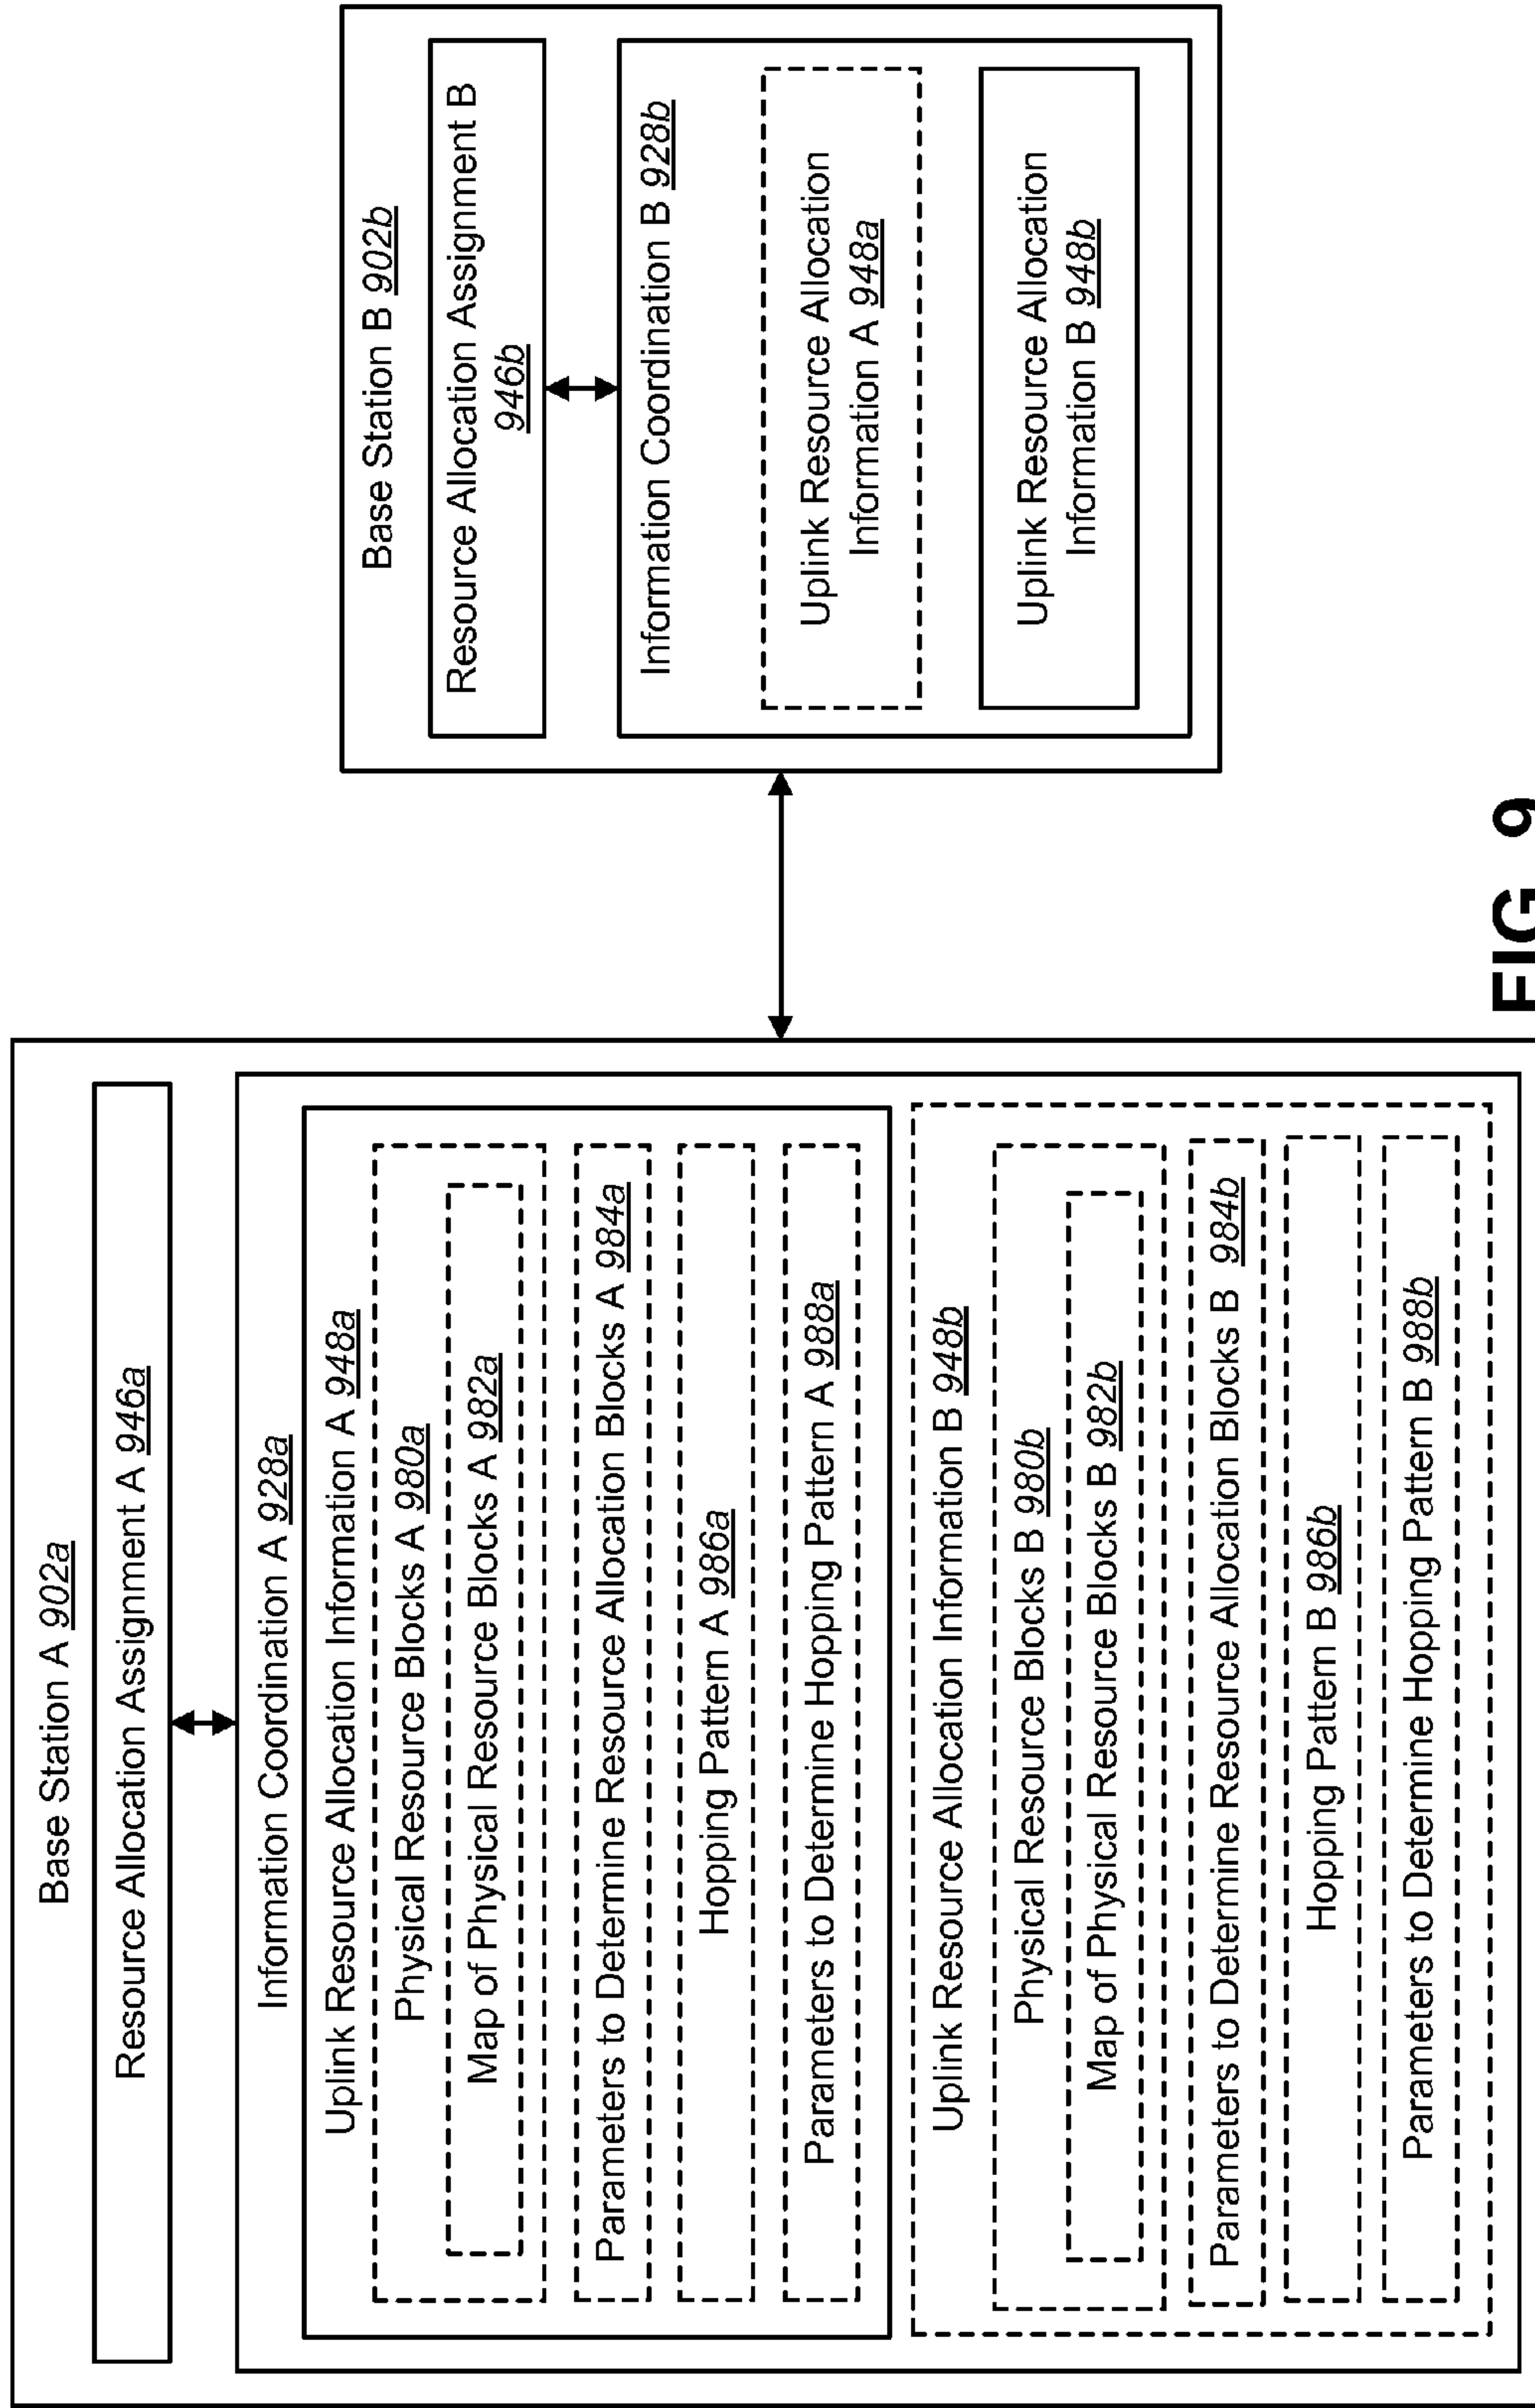 Base Station A 902a
Resource Allocation Assignment A 946a
Information Coordination A 928a
Uplink Resource Allocation Information A 948a
Physical Resource Blocks A 980a
Map of Physical Resource Blocks A 982a
Parameters to Determine Resource Allocation Blocks A 984a
Hopping Pattern A 986a
Parameters to Determine Hopping Pattern A 988a
Uplink Resource Allocation Information B 948b
Physical Resource Blocks B 980b
Map of Physical Resource Blocks B 982b
Parameters to Determine Resource Allocation Blocks B 984b
Hopping Pattern B 986b
Parameters to Determine Hopping Pattern B 988b
Base Station B 902b
Resource Allocation Assignment B
946b
Information Coordination B 928b
Uplink Resource Allocation
Information A 948a
Uplink Resource Allocation
Information B 948b
FIG. 9